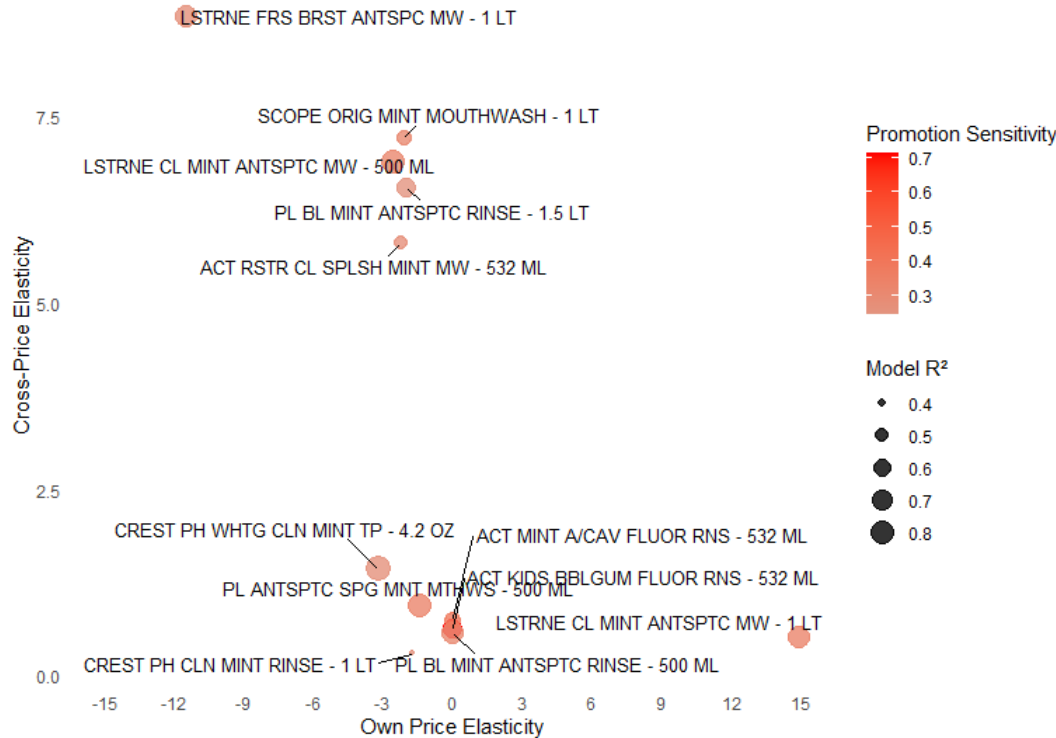 LSTRNE FRS BRST ANTSPC MW - 1 LT
7.5
SCOPE ORIG MINT MOUTHWASH - 1 LT
LSTRNE CL MINT ANTSPTC MW - 500 ML
PL BL MINT ANTSPTC RINSE - 1.5 LT
ACT RSTR CL SPLSH MINT MW - 532 ML
5.0
Cross-Price Elasticity
2.5
CREST PH WHTG CLN MINT TP - 4.2 OZ
ACT MINT A/CAV FLUOR RNS - 532 ML
ACT KIDS BBLGUM FLUOR RNS - 532 ML
PL ANTSPTC SPG MNT MTHWS - 500 ML
LSTRNE CL MINT ANTSPTC MW - 1 LT
CREST PH CLN MINT RINSE - 1 LT
PL BL MINT ANTSPTC RINSE - 500 ML
0.0
-15 -12 -9 -6 -3 0 3 6 9 12 15
Own Price Elasticity
Promotion Sensitivity
0.7
0.6
0.5
0.4
0.3
Model R²
0.4
0.5
0.6
0.7
0.8